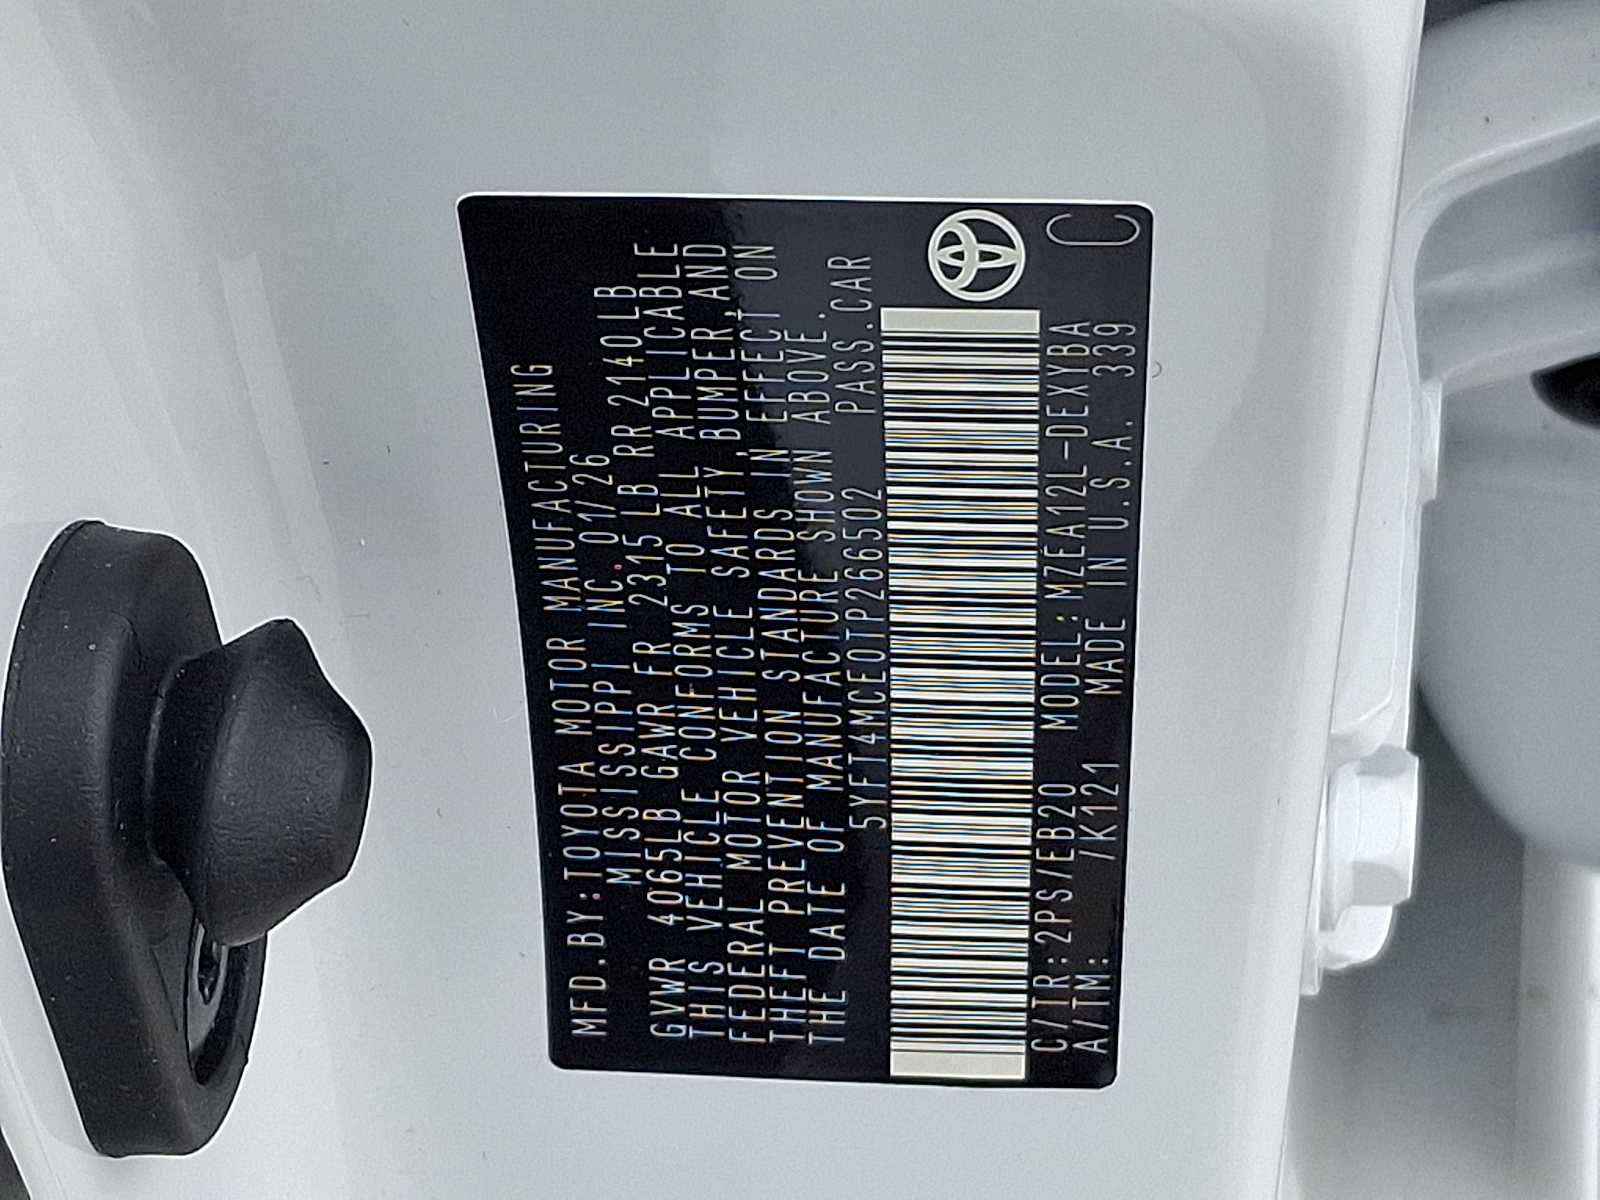 MFD.BY:TOYOTA MOTOR MANUFACTURING
MISSISSIPPI INC. 01/26
GVWR 4065LB GAWR FR 2315 LB RR 2140LB
THIS VEHICLE CONFORMS TO ALL APPLICABLE
FEDERAL MOTOR VEHICLE SAFETY,BUMPER,AND
THEFT PREVENTION STANDARDS IN EFFECT ON
THE DATE OF MANUFACTURE SHOWN ABOVE.
5YFT4MCE0TP266502 PASS.CAR
C/TR:2PS/EB20 MODEL:MZEA12L-DEXYBA
A/TM: /K121 MADE IN U.S.A. 339
C